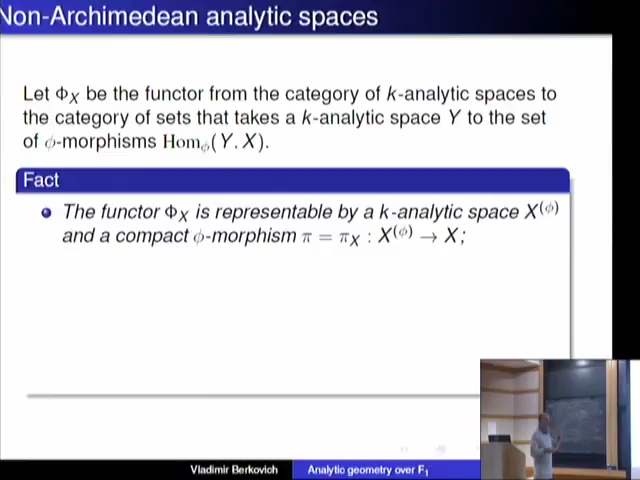 Non-Archimedean analytic spaces
Let Φ_X be the functor from the category of k-analytic spaces to
the category of sets that takes a k-analytic space Y to the set
of ϕ-morphisms Hom_ϕ(Y, X).
Fact
The functor Φ_X is representable by a k-analytic space X^(ϕ)
and a compact ϕ-morphism π = π_X : X^(ϕ) → X;
Vladimir Berkovich
Analytic geometry over F₁